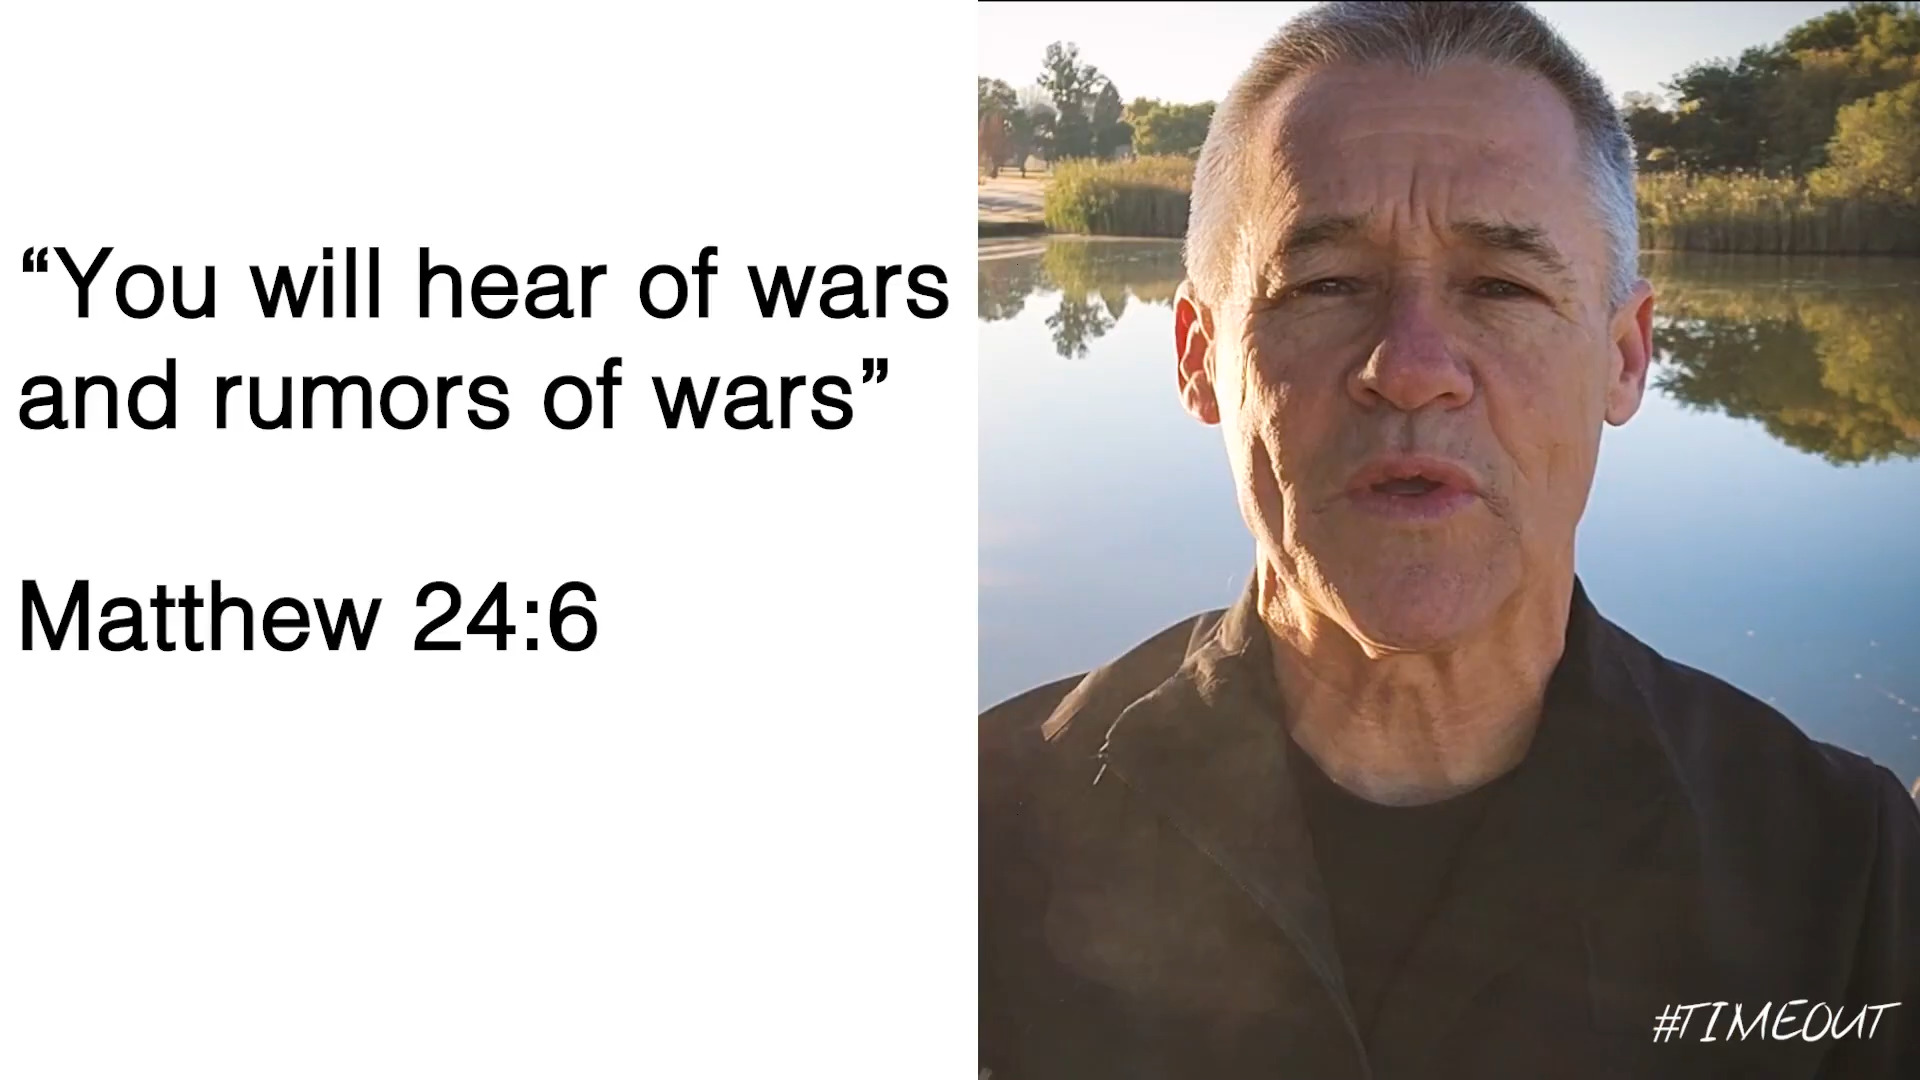 “You will hear of wars
and rumors of wars”
Matthew 24:6
#TIMEOUT